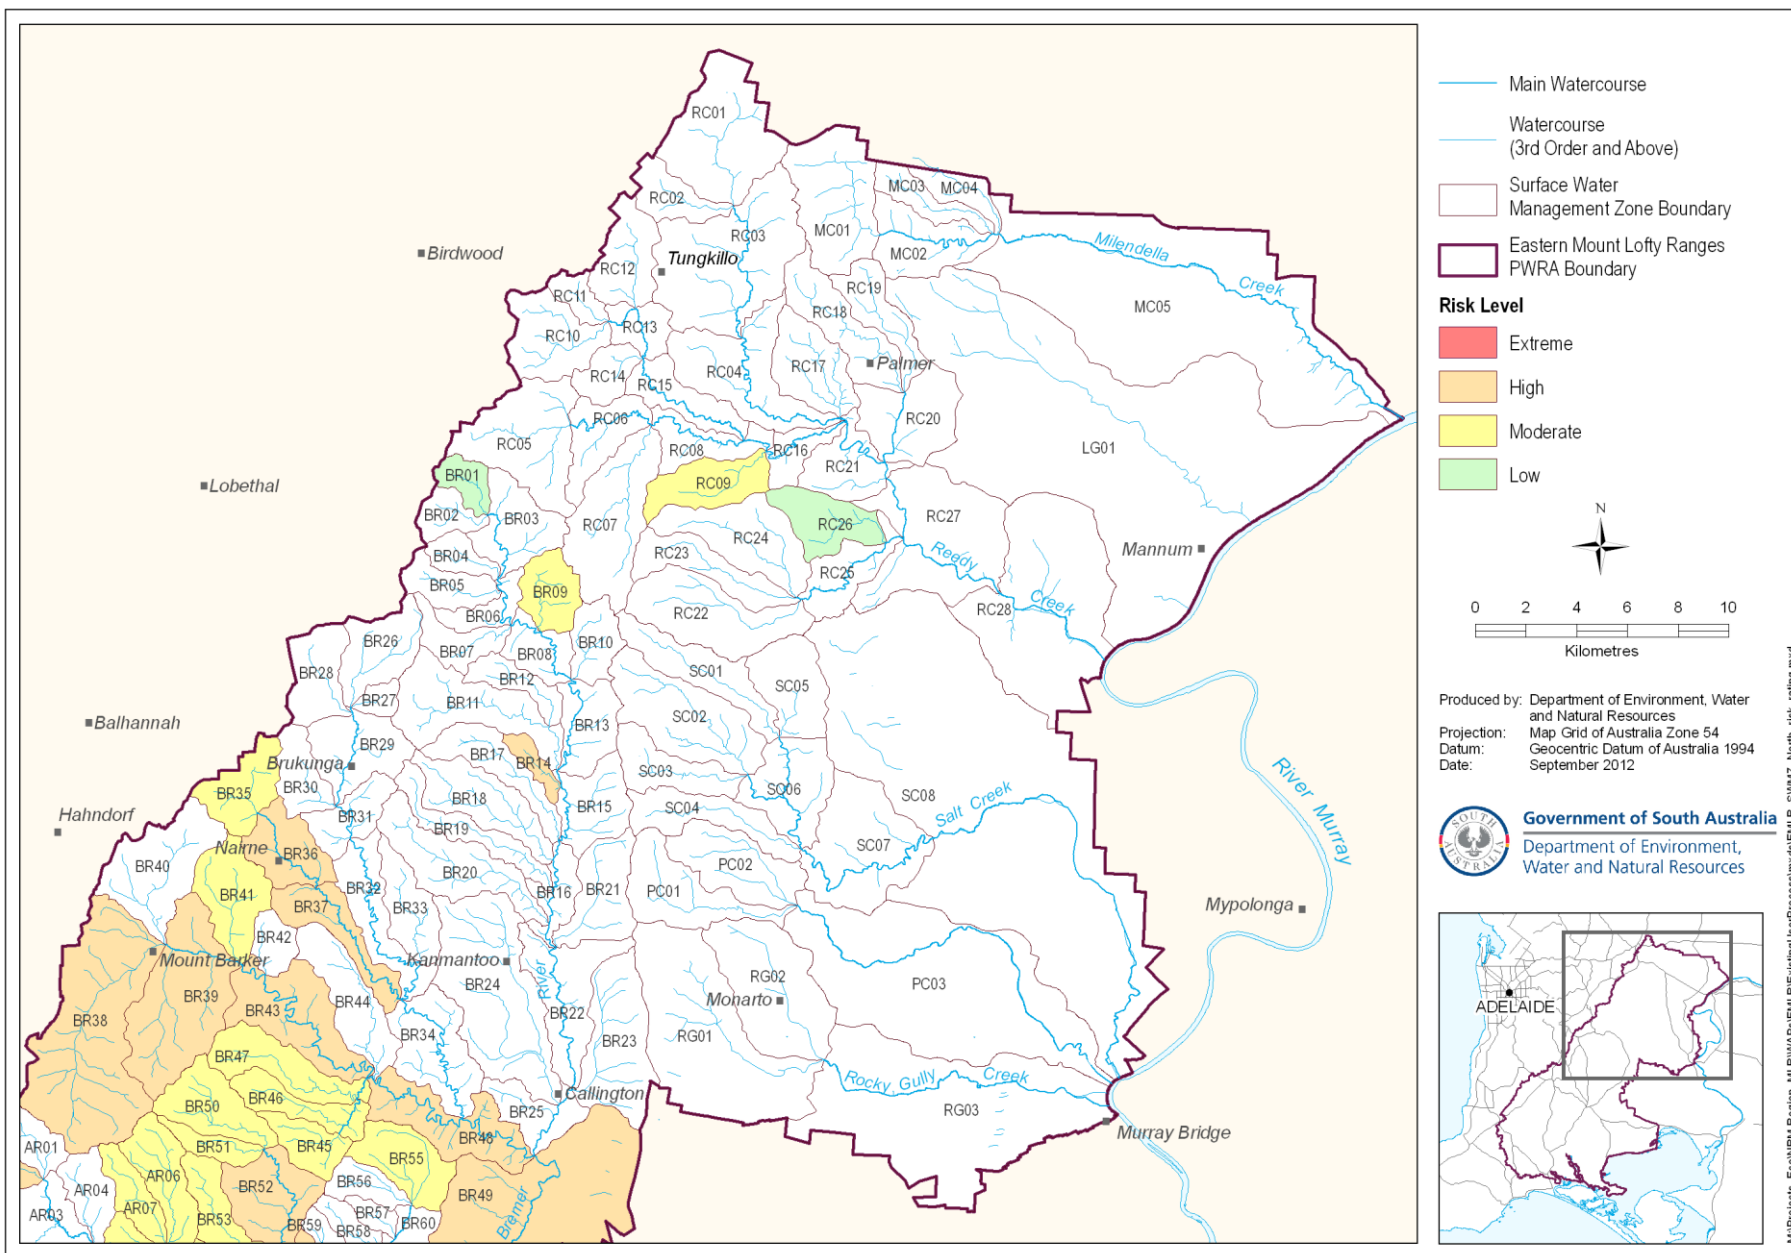 RC01
RC02
MC03
MC04
RC03
MC01
MC02
Milendella
Creek
Birdwood
Tungkillo
RC12
RC11
RC19
MC05
RC13
RC18
RC10
Palmer
RC17
RC14
RC15
RC04
RC06
RC20
RC05
RC08
RC16
LG01
RC21
BR01
RC09
Lobethal
BR02
BR03
RC07
RC26
RC27
RC24
BR04
RC23
Reedy
Mannum
BR05
BR09
RC25
BR06
RC22
RC28
Creek
BR26
BR10
BR07
BR08
BR28
BR12
SC01
SC05
BR27
BR11
SC02
Balhannah
BR13
BR29
BR17
BR14
Brukunga
SC03
BR30
BR35
BR18
SC06
SC08
BR15
Salt Creek
River Murray
SC04
Hahndorf
BR31
BR19
Nairne
BR36
SC07
BR40
BR20
PC02
BR32
BR16
BR21
PC01
BR41
BR37
BR33
Mypolonga
BR42
Mount Barker
Kanmantoo
RG02
BR24
River
PC03
BR39
BR44
Monarto
BR43
BR22
BR38
BR34
RG01
BR23
BR47
Rocky Gully
Creek
BR46
Callington
BR50
BR25
RG03
Murray Bridge
BR48
AR01
BR51
BR45
BR55
AR06
BR56
AR04
BR52
BR49
AR07
BR57
AR03
BR53
BR59
BR58
BR60
Bremer
Main Watercourse
Watercourse
(3rd Order and Above)
Surface Water
Management Zone Boundary
Eastern Mount Lofty Ranges
PWRA Boundary
Risk Level
Extreme
High
Moderate
Low
N
0 2 4 6 8 10
Kilometres
Produced by: Department of Environment, Water
and Natural Resources
Projection: Map Grid of Australia Zone 54
Datum: Geocentric Datum of Australia 1994
Date: September 2012
SOUTH
AUSTRALIA
Government of South Australia
Department of Environment,
Water and Natural Resources
ADELAIDE